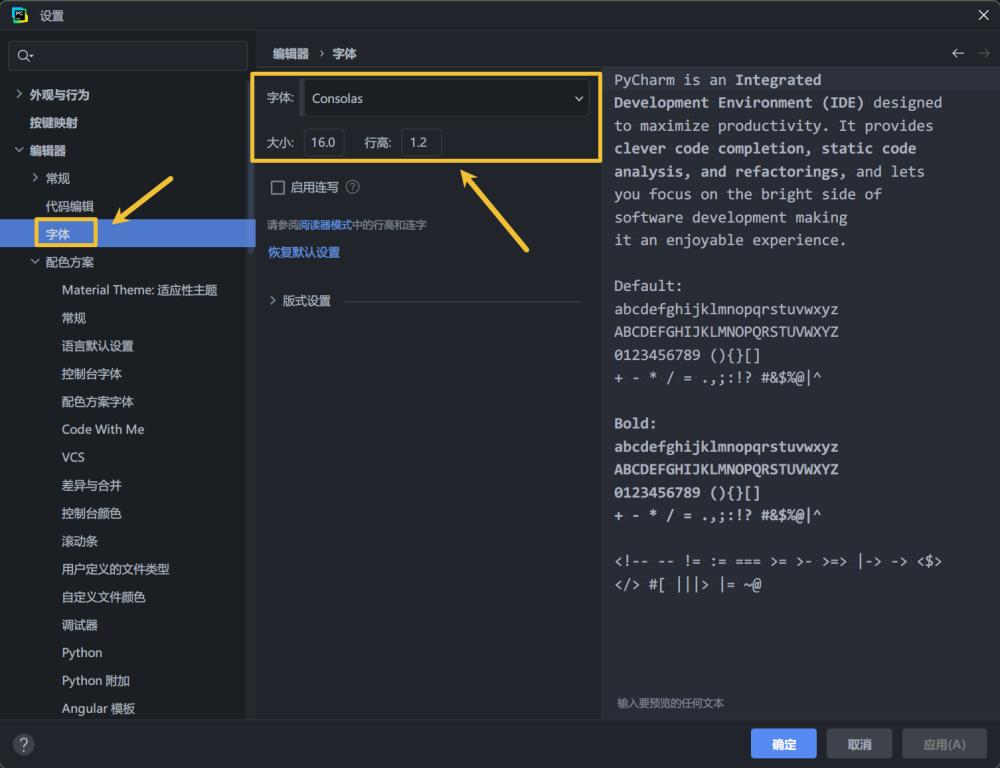 PC
设置
外观与行为
按键映射
编辑器
常规
代码编辑
字体
配色方案
Material Theme: 适应性主题
常规
语言默认设置
控制台字体
配色方案字体
Code With Me
VCS
差异与合并
控制台颜色
滚动条
用户定义的文件类型
自定义文件颜色
调试器
Python
Python 附加
Angular 模板
编辑器 › 字体
字体: Consolas
大小: 16.0 行高: 1.2
启用连写 ?
请参阅阅读器模式中的行高和连字
恢复默认设置
版式设置
PyCharm is an Integrated
Development Environment (IDE) designed
to maximize productivity. It provides
clever code completion, static code
analysis, and refactorings, and lets
you focus on the bright side of
software development making
it an enjoyable experience.
Default:
abcdefghijklmnopqrstuvwxyz
ABCDEFGHIJKLMNOPQRSTUVWXYZ
0123456789 (){}[]
+ - * / = .,;:!? #&$%@|^
Bold:
abcdefghijklmnopqrstuvwxyz
ABCDEFGHIJKLMNOPQRSTUVWXYZ
0123456789 (){}[]
+ - * / = .,;:!? #&$%@|^
<!-- -- != := === >= >- >=> |-> -> <$>
</> #[ |||> |= ~@
输入要预览的任何文本
?
确定 取消 应用(A)